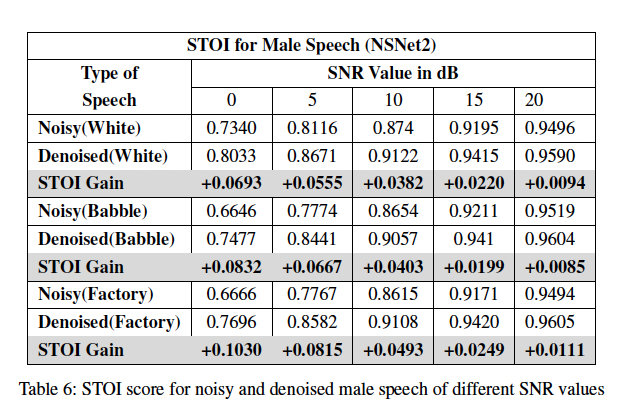 STOI for Male Speech (NSNet2)
Type of Speech SNR Value in dB
0 5 10 15 20
Noisy(White) 0.7340 0.8116 0.874 0.9195 0.9496
Denoised(White) 0.8033 0.8671 0.9122 0.9415 0.9590
STOI Gain +0.0693 +0.0555 +0.0382 +0.0220 +0.0094
Noisy(Babble) 0.6646 0.7774 0.8654 0.9211 0.9519
Denoised(Babble) 0.7477 0.8441 0.9057 0.941 0.9604
STOI Gain +0.0832 +0.0667 +0.0403 +0.0199 +0.0085
Noisy(Factory) 0.6666 0.7767 0.8615 0.9171 0.9494
Denoised(Factory) 0.7696 0.8582 0.9108 0.9420 0.9605
STOI Gain +0.1030 +0.0815 +0.0493 +0.0249 +0.0111
Table 6: STOI score for noisy and denoised male speech of different SNR values